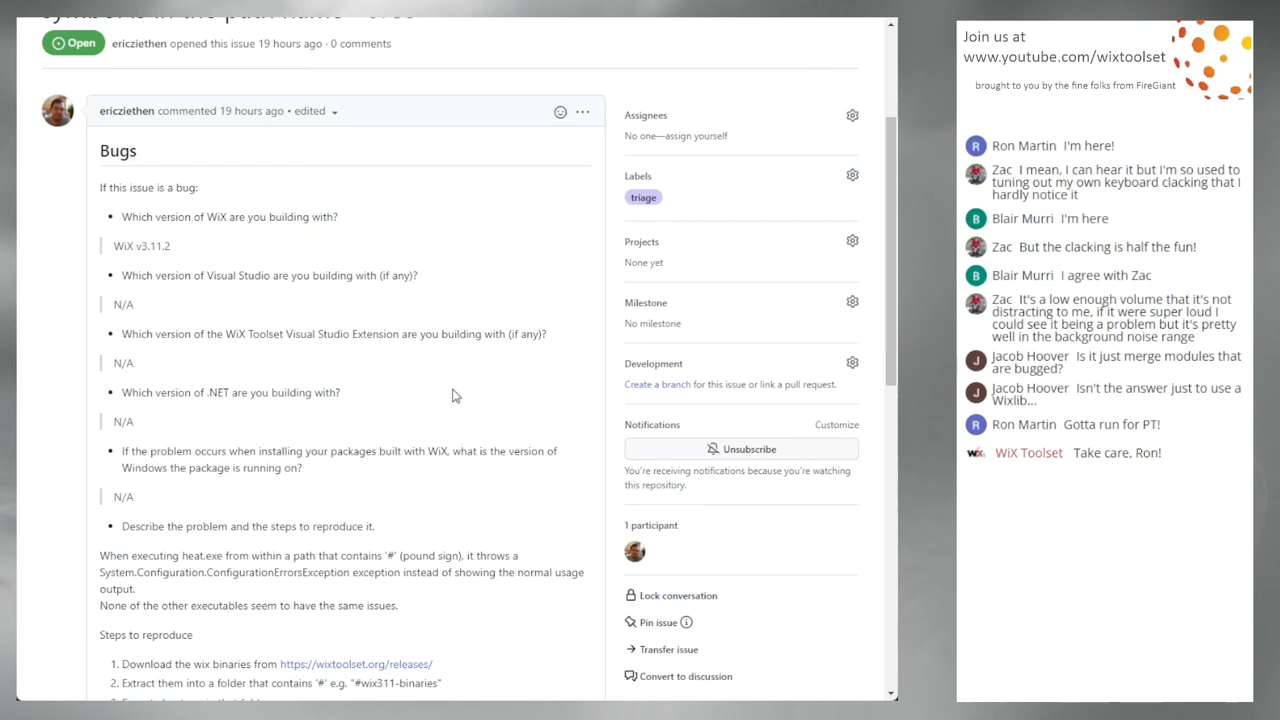 Open
ericziethen opened this issue 19 hours ago · 0 comments
ericziethen commented 19 hours ago • edited
Bugs
If this issue is a bug:
• Which version of WiX are you building with?
WiX v3.11.2
• Which version of Visual Studio are you building with (if any)?
N/A
• Which version of the WiX Toolset Visual Studio Extension are you building with (if any)?
N/A
• Which version of .NET are you building with?
N/A
• If the problem occurs when installing your packages built with WiX, what is the version of
Windows the package is running on?
N/A
• Describe the problem and the steps to reproduce it.
When executing heat.exe from within a path that contains '#' (pound sign), it throws a
System.Configuration.ConfigurationErrorsException exception instead of showing the normal usage
output.
None of the other executables seem to have the same issues.
Steps to reproduce
1. Download the wix binaries from https://wixtoolset.org/releases/
2. Extract them into a folder that contains '#' e.g. "#wix311-binaries"
Assignees
No one—assign yourself
Labels
triage
Projects
None yet
Milestone
No milestone
Development
Create a branch for this issue or link a pull request.
Notifications
Customize
Unsubscribe
You're receiving notifications because you're watching
this repository.
1 participant
Lock conversation
Pin issue
Transfer issue
Convert to discussion
Join us at
www.youtube.com/wixtoolset
brought to you by the fine folks from FireGiant
R Ron Martin I'm here!
Zac I mean, I can hear it but I'm so used to
tuning out my own keyboard clacking that I
hardly notice it
B Blair Murri I'm here
Zac But the clacking is half the fun!
B Blair Murri I agree with Zac
Zac It's a low enough volume that it's not
distracting to me, if it were super loud I
could see it being a problem but it's pretty
well in the background noise range
J Jacob Hoover Is it just merge modules that
are bugged?
J Jacob Hoover Isn't the answer just to use a
Wixlib...
R Ron Martin Gotta run for PT!
WiX WiX Toolset Take care, Ron!